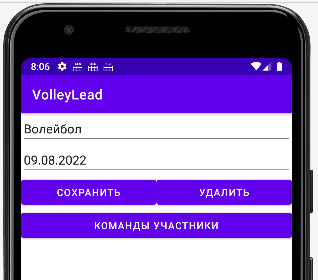 8:06
VolleyLead
Волейбол
09.08.2022
СОХРАНИТЬ УДАЛИТЬ
КОМАНДЫ УЧАСТНИКИ